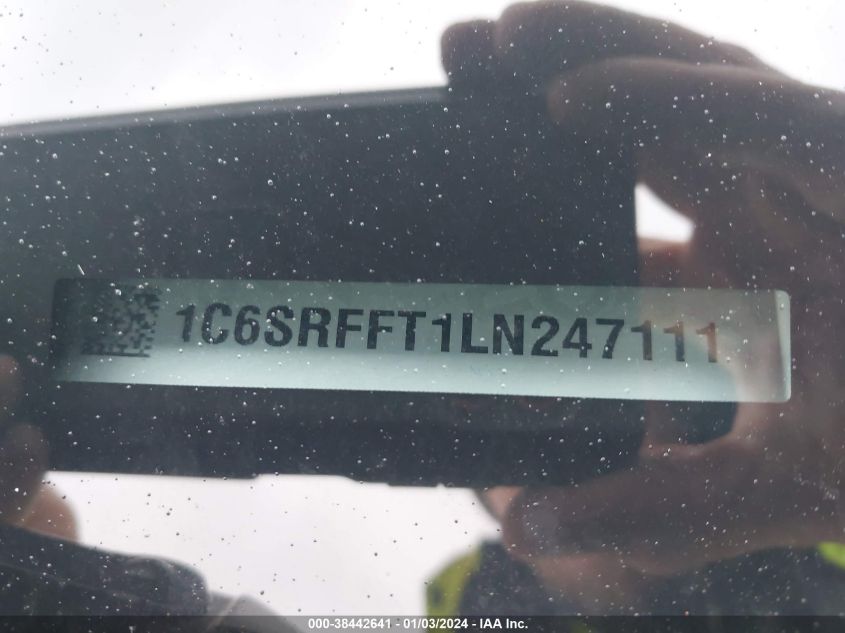 1C6SRFFT1LN247111
000-38442641 - 01/03/2024 - IAA Inc.